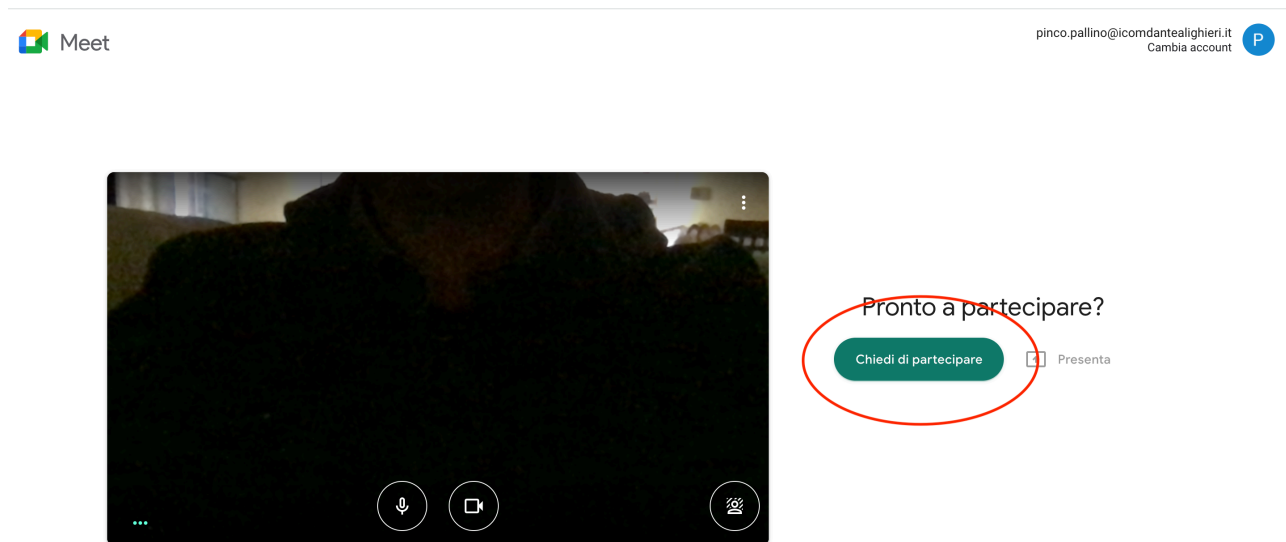 Meet
pinco.pallino@icomdantealighieri.it
Cambia account
P
Pronto a partecipare?
Chiedi di partecipare
Presenta